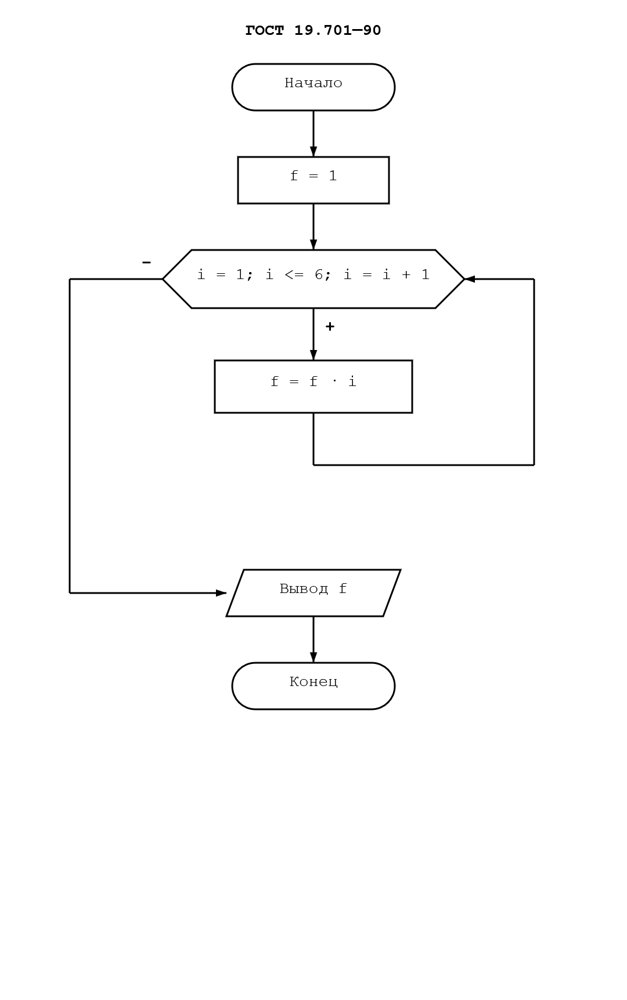 ГОСТ 19.701—90
Начало
f = 1
–
i = 1; i <= 6; i = i + 1
+
f = f · i
Вывод f
Конец